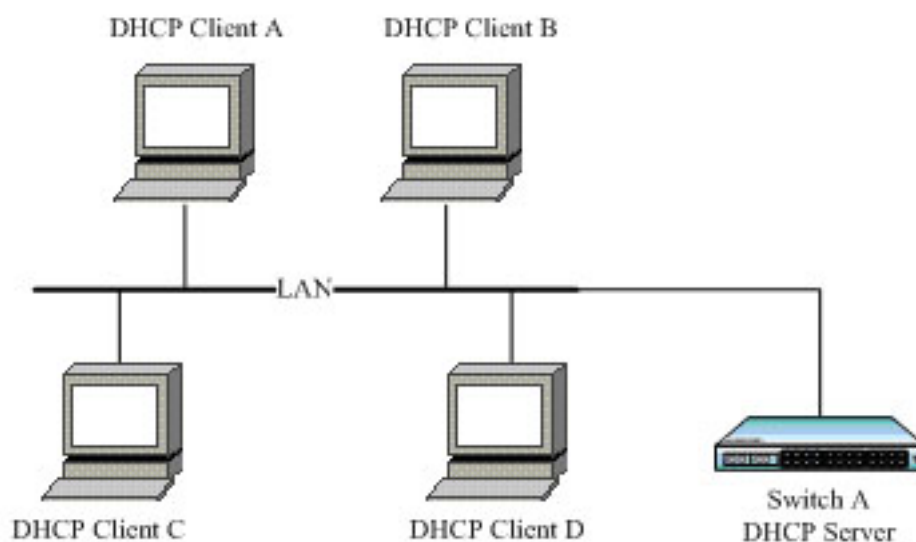 DHCP Client A
DHCP Client B
LAN
DHCP Client C
DHCP Client D
Switch A
DHCP Server